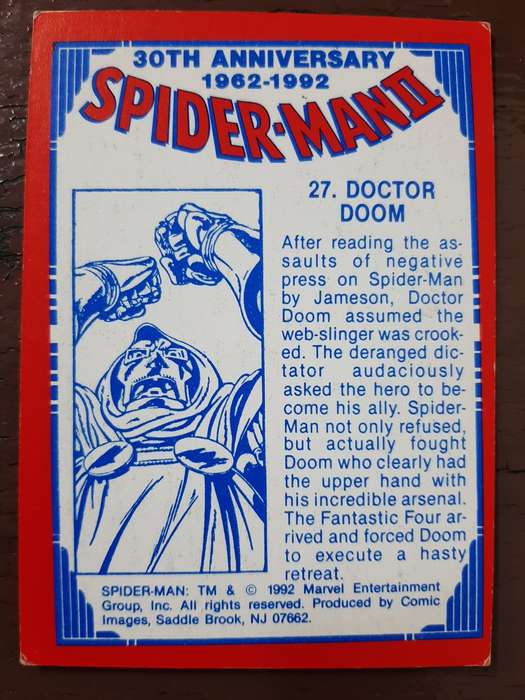 30TH ANNIVERSARY
1962-1992
SPIDER-MAN II®
27. DOCTOR
DOOM
After reading the as-
saults of negative
press on Spider-Man
by Jameson, Doctor
Doom assumed the
web-slinger was crook-
ed. The deranged dic-
tator audaciously
asked the hero to be-
come his ally. Spider-
Man not only refused,
but actually fought
Doom who clearly had
the upper hand with
his incredible arsenal.
The Fantastic Four ar-
rived and forced Doom
to execute a hasty
retreat.
SPIDER-MAN: TM & © 1992 Marvel Entertainment
Group, Inc. All rights reserved. Produced by Comic
Images, Saddle Brook, NJ 07662.